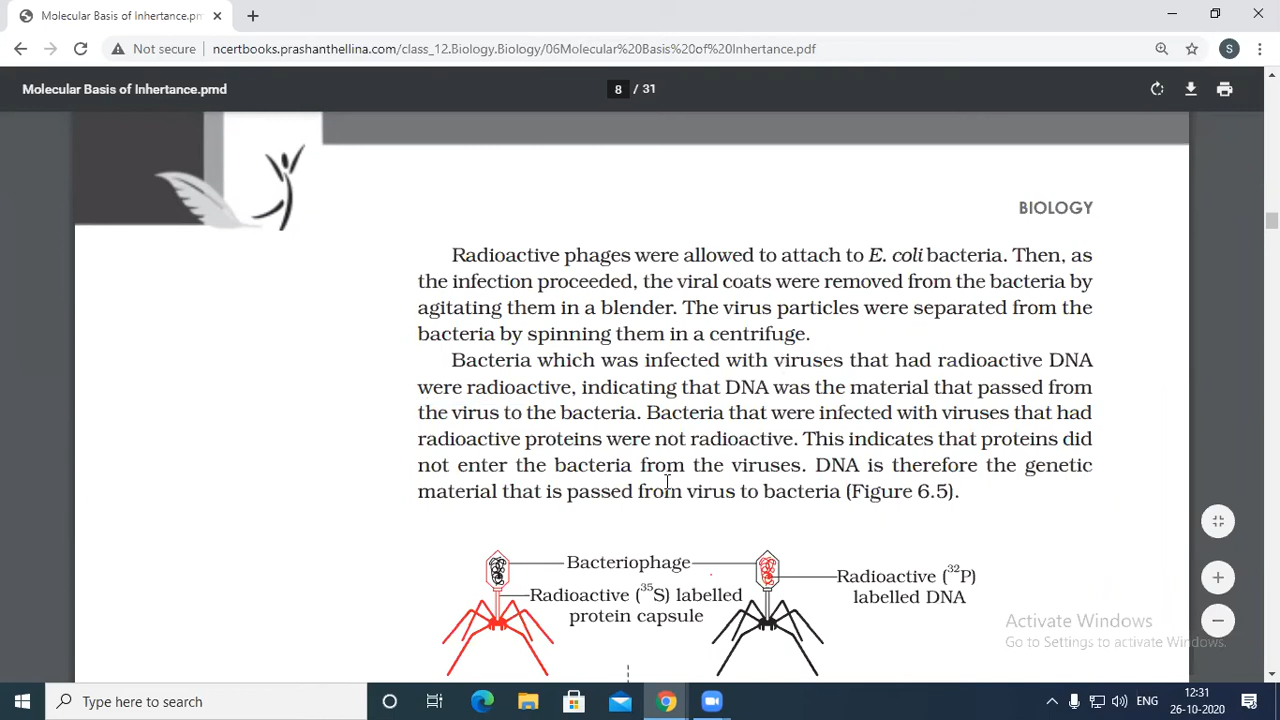 Molecular Basis of Inhertance.pm
Not secure
ncertbooks.prashanthellina.com/class_12.Biology.Biology/06Molecular%20Basis%20of%20Inhertance.pdf
S
Molecular Basis of Inhertance.pmd
8 / 31
BIOLOGY
Radioactive phages were allowed to attach to E. coli bacteria. Then, as
the infection proceeded, the viral coats were removed from the bacteria by
agitating them in a blender. The virus particles were separated from the
bacteria by spinning them in a centrifuge.
Bacteria which was infected with viruses that had radioactive DNA
were radioactive, indicating that DNA was the material that passed from
the virus to the bacteria. Bacteria that were infected with viruses that had
radioactive proteins were not radioactive. This indicates that proteins did
not enter the bacteria from the viruses. DNA is therefore the genetic
material that is passed from virus to bacteria (Figure 6.5).
Bacteriophage
Radioactive (³²P)
labelled DNA
Radioactive (³⁵S) labelled
protein capsule
Activate Windows
Go to Settings to activate Windows.
Type here to search
ENG
12:31
26-10-2020